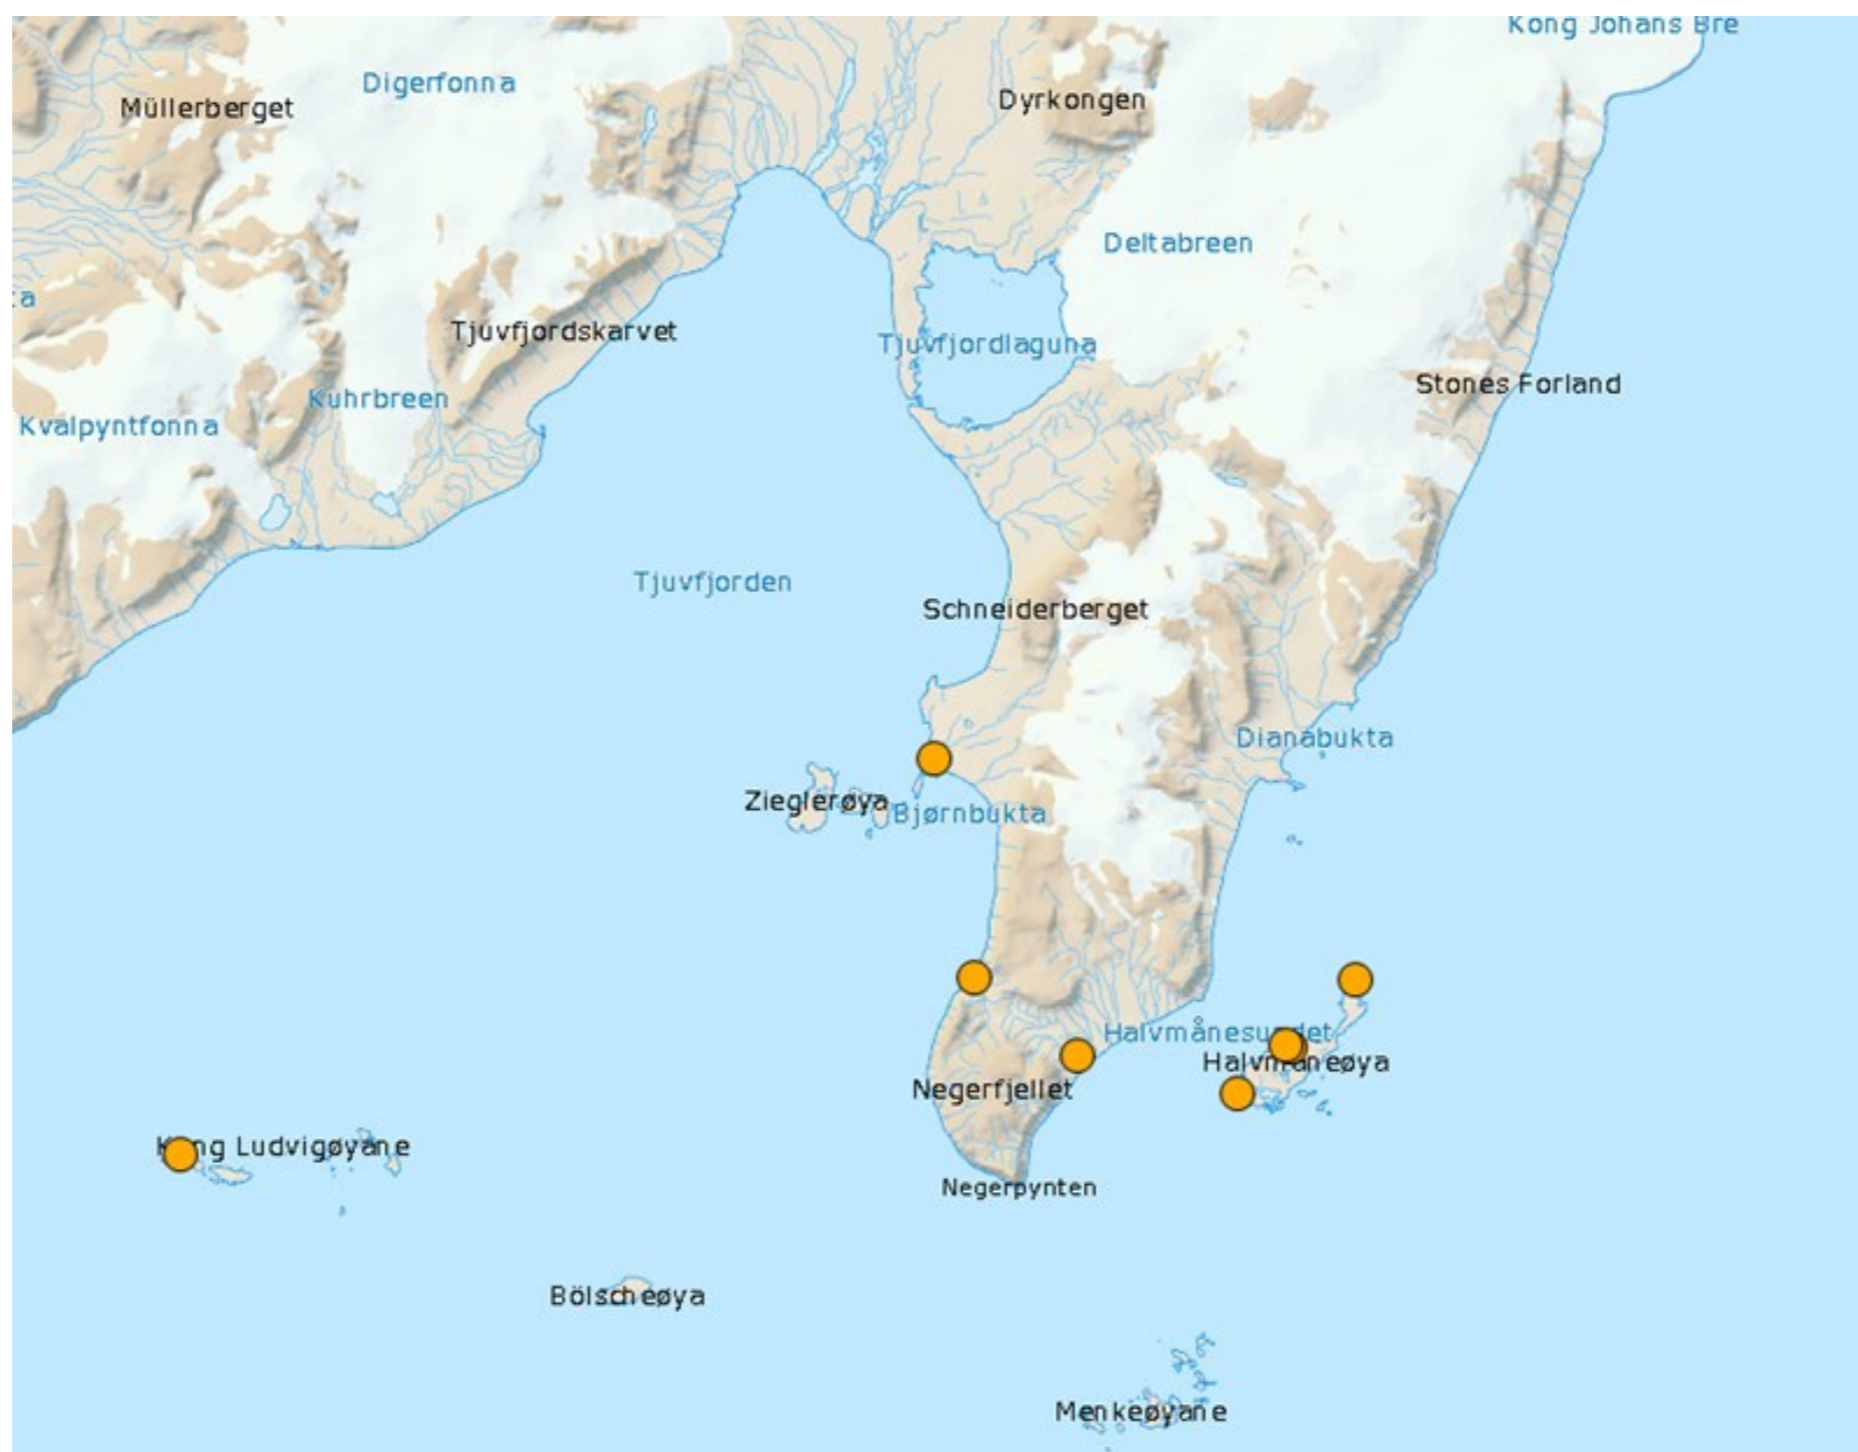 Kong Johans Bre
Digerfonna
Müllerberget
Dyrkongen
Deltabreen
Tjuvfjordskarvet
Tjuvfjordlaguna
Stones Forland
Kuhrbreen
Kvalpyntfonna
Tjuvfjorden
Schneiderberget
Dianabukta
Zieglerøya
Bjørnbukta
Halvmånesundet
Halvmåneøya
Negerfjellet
Kong Ludvigøyane
Negerpynten
Bölscheøya
Menkeøyane